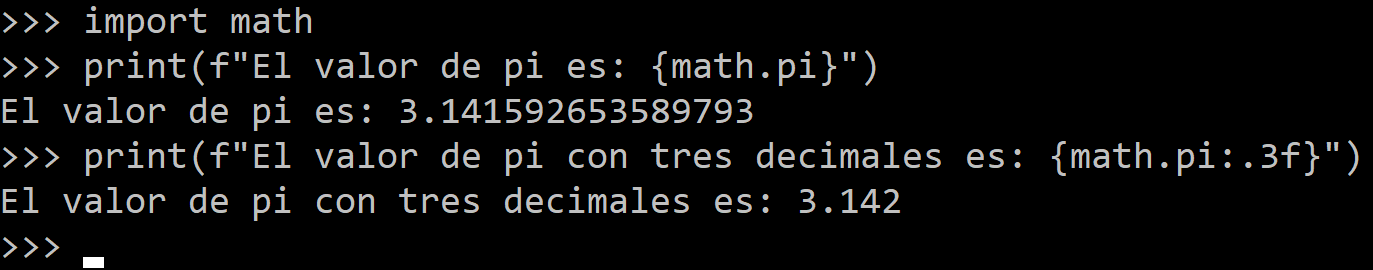 >>> import math
>>> print(f"El valor de pi es: {math.pi}")
El valor de pi es: 3.141592653589793
>>> print(f"El valor de pi con tres decimales es: {math.pi:.3f}")
El valor de pi con tres decimales es: 3.142
>>>